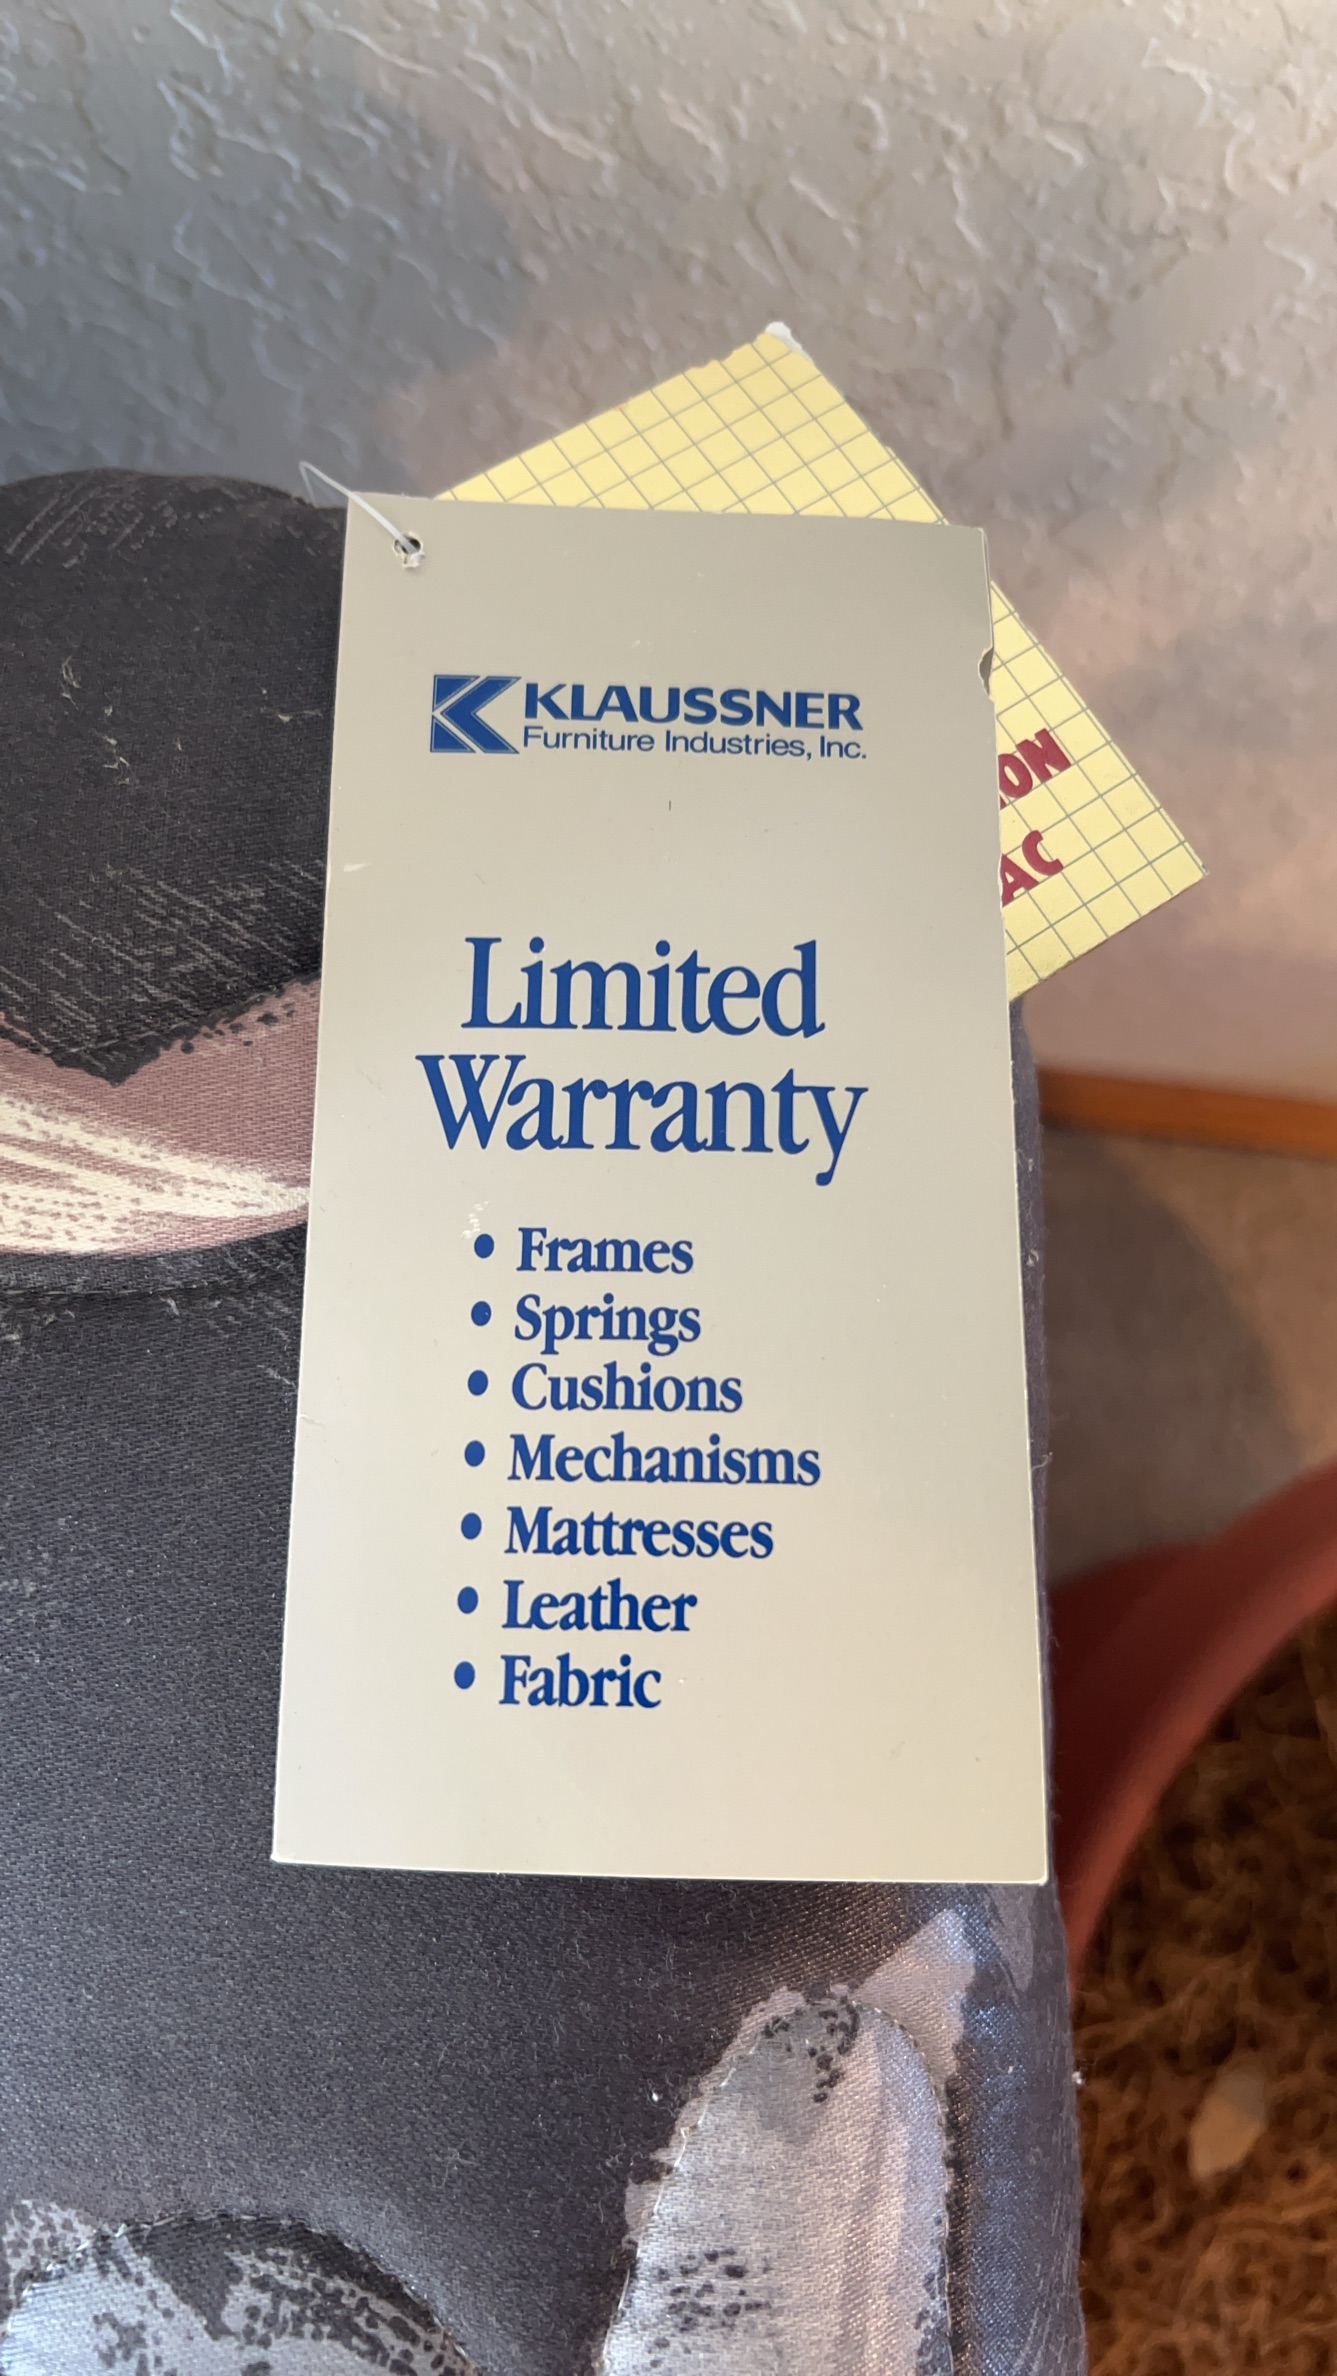 KLAUSSNER
Furniture Industries, Inc.
Limited
Warranty
• Frames
• Springs
• Cushions
• Mechanisms
• Mattresses
• Leather
• Fabric